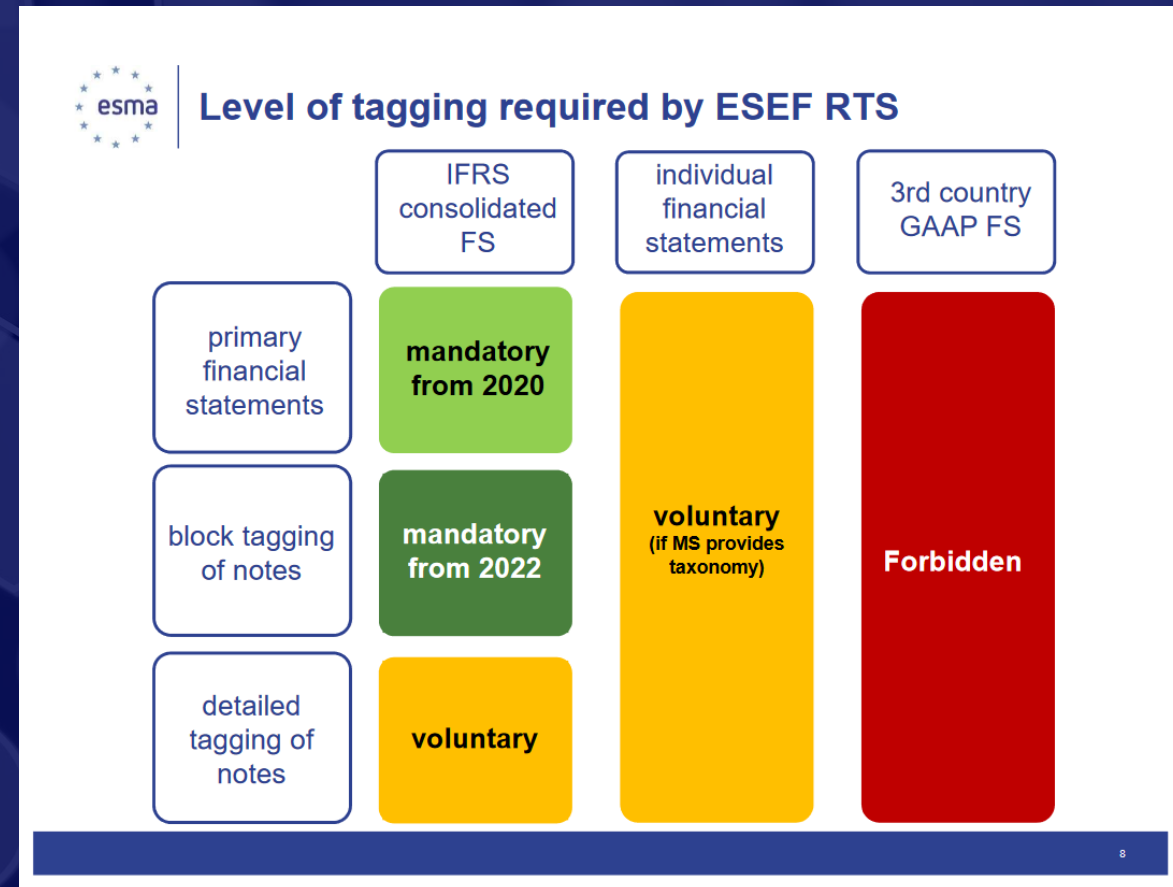 esma
Level of tagging required by ESEF RTS
IFRS
consolidated
FS
individual
financial
statements
3rd country
GAAP FS
primary
financial
statements
mandatory
from 2020
block tagging
of notes
mandatory
from 2022
detailed
tagging of
notes
voluntary
voluntary
(if MS provides
taxonomy)
Forbidden
8